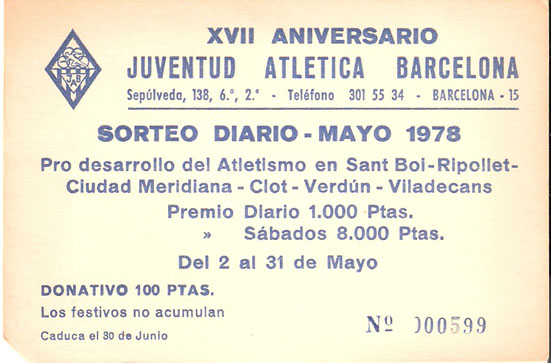 XVII ANIVERSARIO
JUVENTUD ATLETICA BARCELONA
Sepúlveda, 138, 6.º, 2.ª - Teléfono 301 55 34 - BARCELONA - 15
JAB
SORTEO DIARIO - MAYO 1978
Pro desarrollo del Atletismo en Sant Boi-Ripollet-
Ciudad Meridiana - Clot - Verdún - Viladecans
Premio Diario 1.000 Ptas.
» Sábados 8.000 Ptas.
Del 2 al 31 de Mayo
DONATIVO 100 PTAS.
Los festivos no acumulan
Caduca el 30 de Junio
Nº 000599